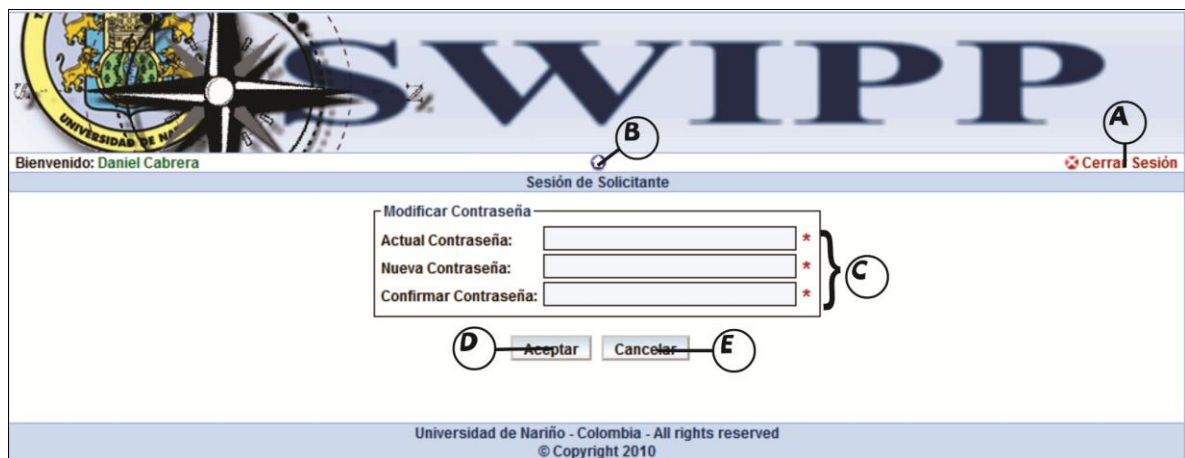 SWIPP
UNIVERSIDAD DE
B
A
Bienvenido: Daniel Cabrera
Cerrar Sesión
Sesión de Solicitante
Modificar Contraseña
Actual Contraseña: *
Nueva Contraseña: *
Confirmar Contraseña: *
C
D
Aceptar
Cancelar
E
Universidad de Nariño - Colombia - All rights reserved
© Copyright 2010